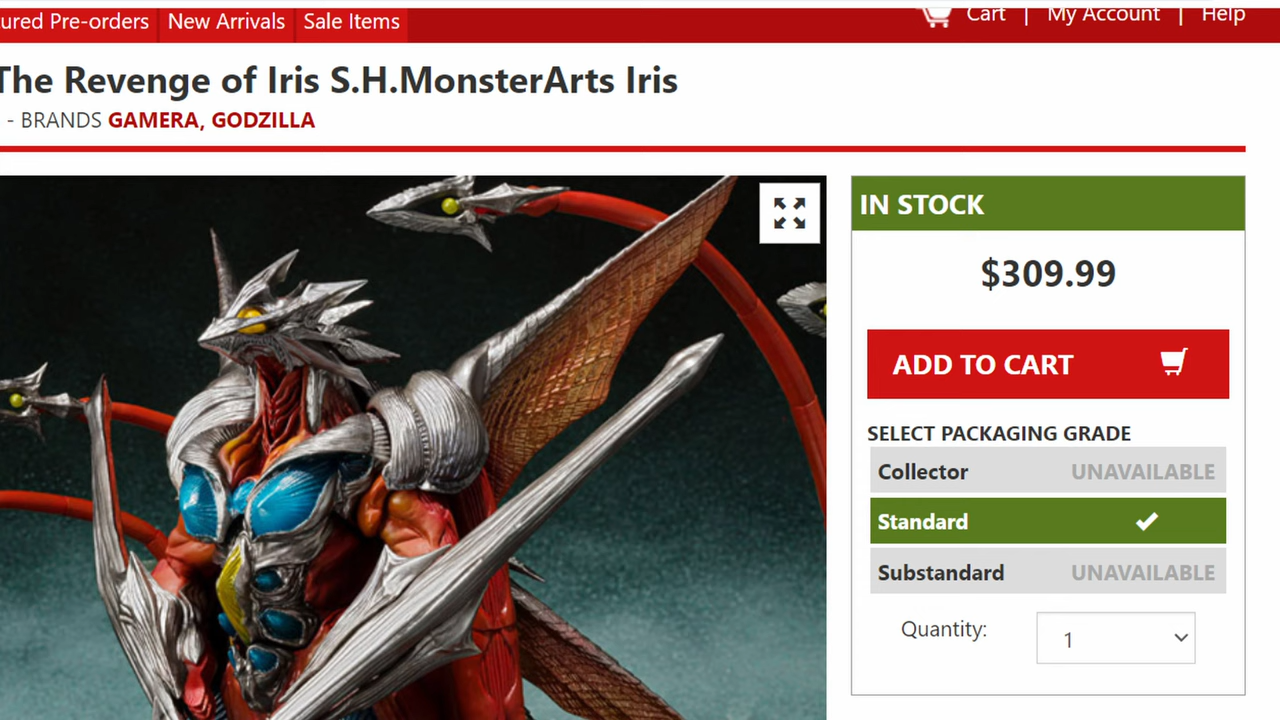 ured Pre-orders New Arrivals Sale Items Cart | My Account | Help
The Revenge of Iris S.H.MonsterArts Iris
- BRANDS GAMERA, GODZILLA
IN STOCK
$309.99
ADD TO CART
SELECT PACKAGING GRADE
Collector UNAVAILABLE
Standard
Substandard UNAVAILABLE
Quantity: 1